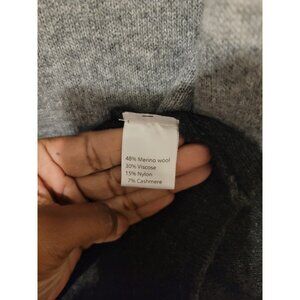 48% Merino wool
30% Viscose
15% Nylon
7% Cashmere